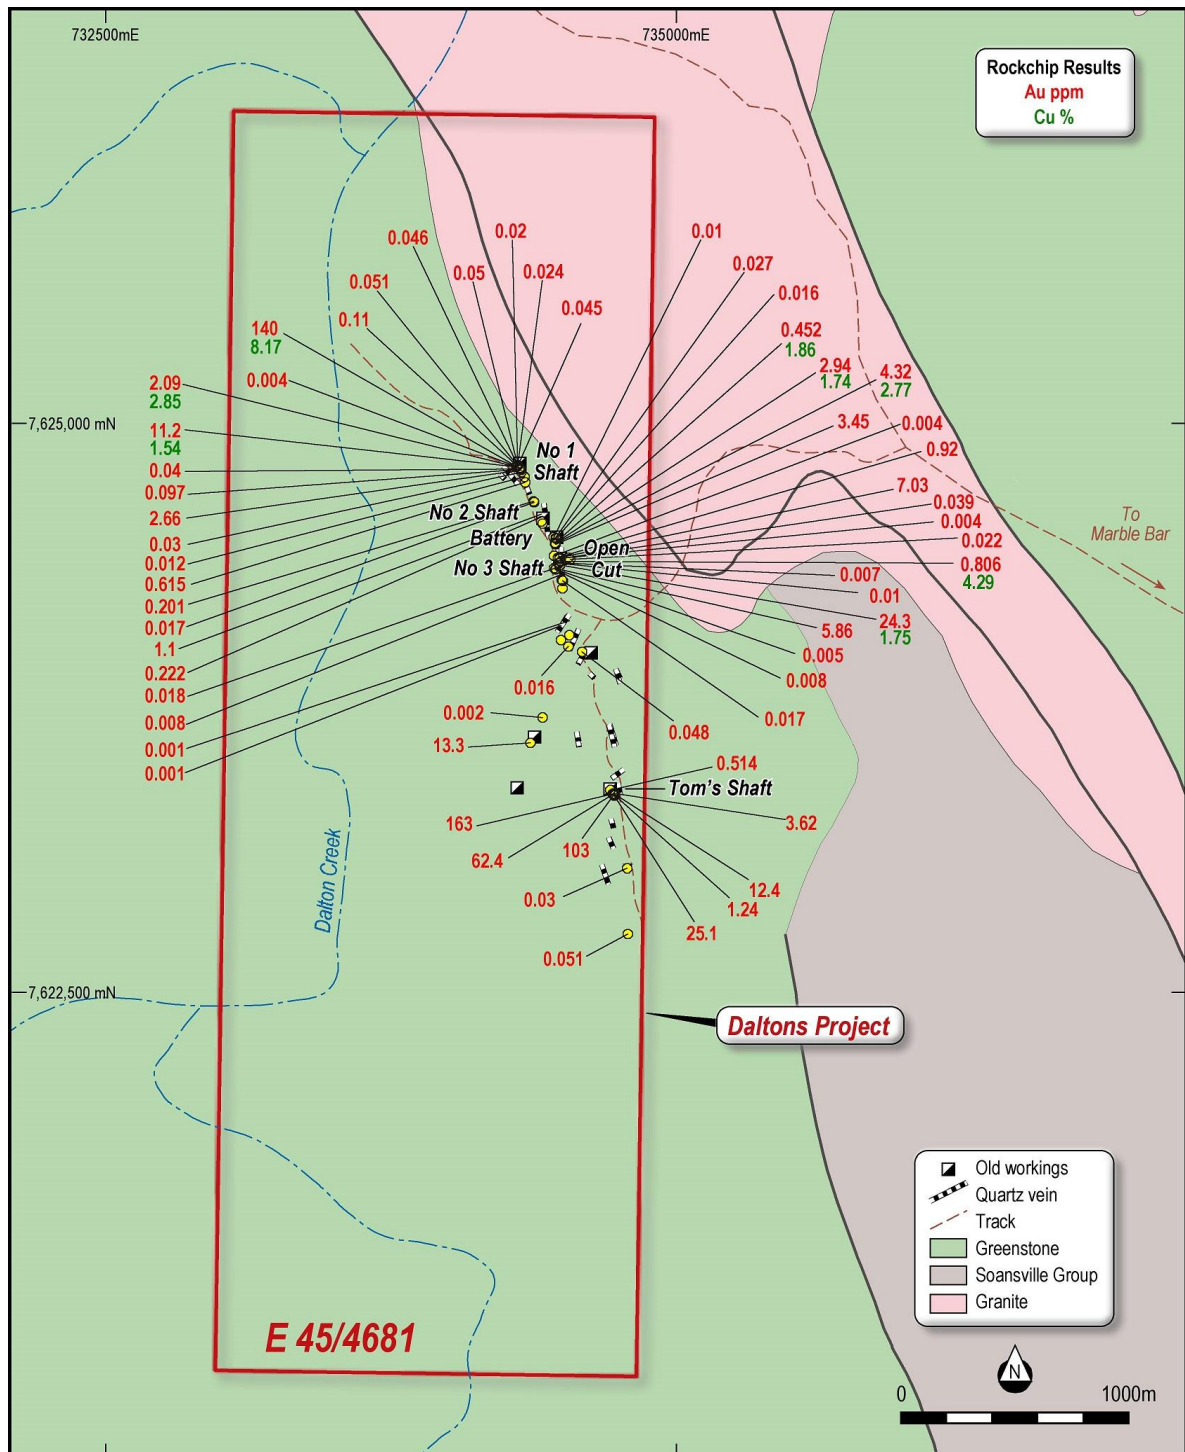 732500mE
735000mE
Rockchip Results
Au ppm
Cu %
0.02
0.01
0.046
0.05
0.024
0.027
0.051
0.045
0.016
0.11
140
8.17
0.452
1.86
2.09
2.85
0.004
2.94
1.74
4.32
2.77
7,625,000 mN
11.2
1.54
3.45
0.004
0.92
0.04
0.097
2.66
0.03
0.012
0.615
0.201
0.017
1.1
0.222
0.018
0.008
0.001
0.001
No 1
Shaft
No 2 Shaft
Battery
No 3 Shaft
Open
Cut
7.03
0.039
0.004
0.022
0.806
4.29
0.007
0.01
24.3
1.75
5.86
0.005
0.008
0.017
0.048
To
Marble Bar
0.016
0.002
13.3
0.514
Tom's Shaft
163
62.4
103
3.62
12.4
1.24
25.1
0.03
0.051
Dalton Creek
7,622,500 mN
Daltons Project
E 45/4681
Old workings
Quartz vein
Track
Greenstone
Soansville Group
Granite
N
0
1000m